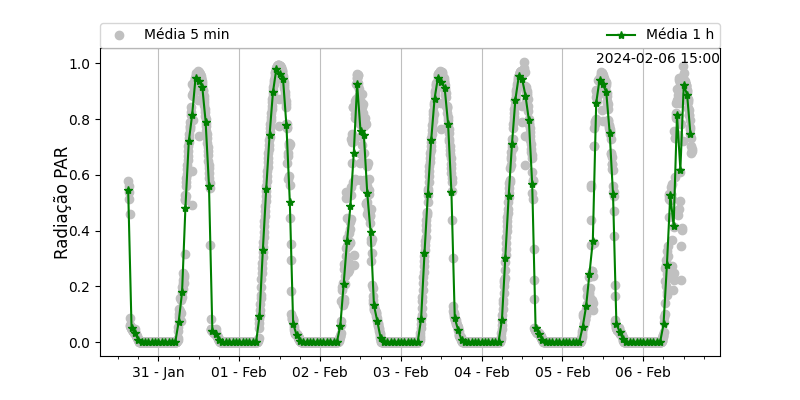 Média 5 min
Média 1 h
2024-02-06 15:00
Radiação PAR
1.0
0.8
0.6
0.4
0.2
0.0
31 - Jan
01 - Feb
02 - Feb
03 - Feb
04 - Feb
05 - Feb
06 - Feb